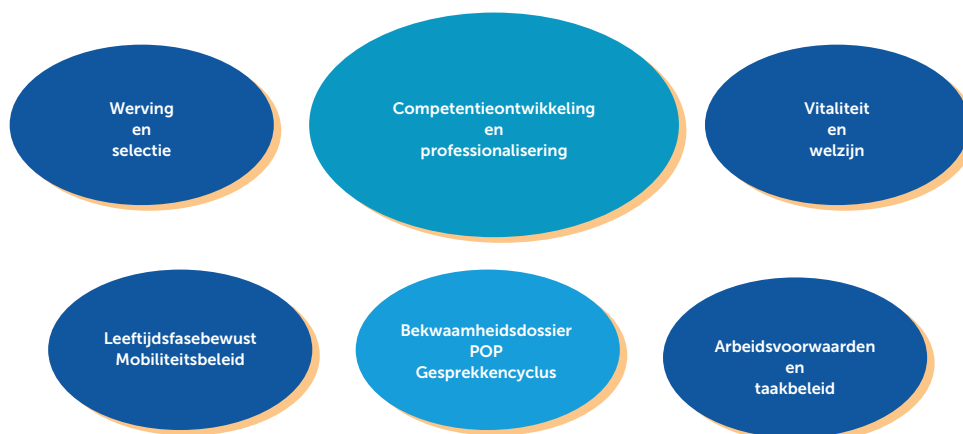 Werving
en
selectie
Competentieontwikkeling
en
professionalisering
Vitaliteit
en
welzijn
Leeftijdsfasebewust
Mobiliteitsbeleid
Bekwaamheidsdossier
POP
Gesprekkencyclus
Arbeidsvoorwaarden
en
taakbeleid